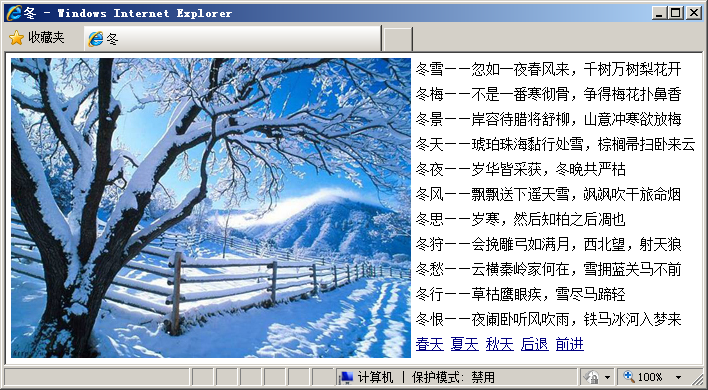 冬 - Windows Internet Explorer
收藏夹 冬
冬雪——忽如一夜春风来，千树万树梨花开
冬梅——不是一番寒彻骨，争得梅花扑鼻香
冬景——岸容待腊将舒柳，山意冲寒欲放梅
冬天——琥珀珠海黏行处雪，棕榈帚扫卧来云
冬夜——岁华皆采获，冬晚共严枯
冬风——飘飘送下遥天雪，飒飒吹干旅命烟
冬思——岁寒，然后知柏之后凋也
冬狩——会挽雕弓如满月，西北望，射天狼
冬愁——云横秦岭家何在，雪拥蓝关马不前
冬行——草枯鹰眼疾，雪尽马蹄轻
冬恨——夜阑卧听风吹雨，铁马冰河入梦来
春天 夏天 秋天 后退 前进
计算机 | 保护模式: 禁用 100%